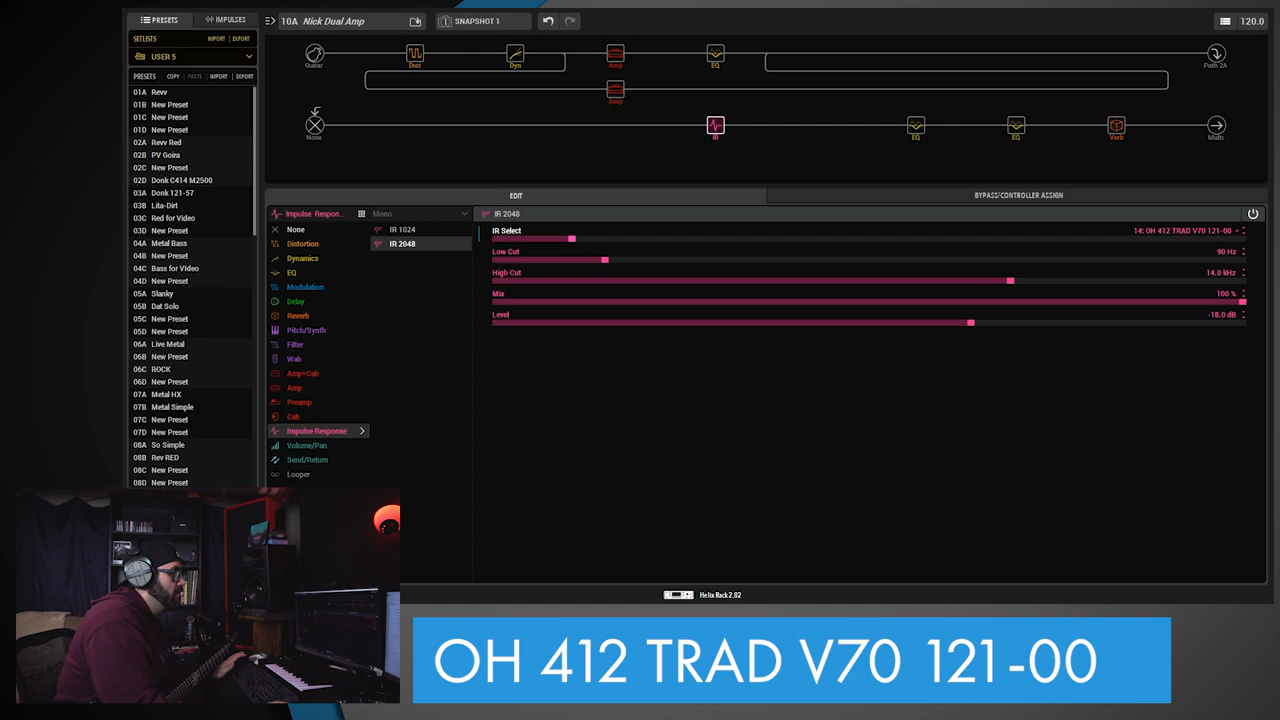 PRESETS
IMPULSES
10A Nick Dual Amp
SNAPSHOT 1
120.0
SETLISTS
IMPORT
EXPORT
USER 5
PRESETS
COPY
PASTE
IMPORT
EXPORT
01A Revv
01B New Preset
01C New Preset
01D New Preset
02A Revv Red
02B PV Goira
02C New Preset
02D Donk C414 M2500
03A Donk 121-57
03B Lita-Dirt
03C Red for Video
03D New Preset
04A Metal Bass
04B New Preset
04C Bass for Video
04D New Preset
05A Slanky
05B Dat Solo
05C New Preset
05D New Preset
06A Live Metal
06B New Preset
06C ROCK
06D New Preset
07A Metal HX
07B Metal Simple
07C New Preset
07D New Preset
08A So Simple
08B Rev RED
08C New Preset
08D New Preset
Guitar
Dist
Dyn
Amp
EQ
Path 2A
Amp
None
IR
EQ
EQ
Verb
Multi
EDIT
BYPASS/CONTROLLER ASSIGN
Impulse Respon...
Mono
IR 2048
None
Distortion
Dynamics
EQ
Modulation
Delay
Reverb
Pitch/Synth
Filter
Wah
Amp+Cab
Amp
Preamp
Cab
Impulse Response
Volume/Pan
Send/Return
Looper
IR 1024
IR 2048
IR Select 14: OH 412 TRAD V70 121-00
Low Cut 90 Hz
High Cut 14.0 kHz
Mix 100 %
Level -18.0 dB
Helix Rack 2.82
OH 412 TRAD V70 121-00